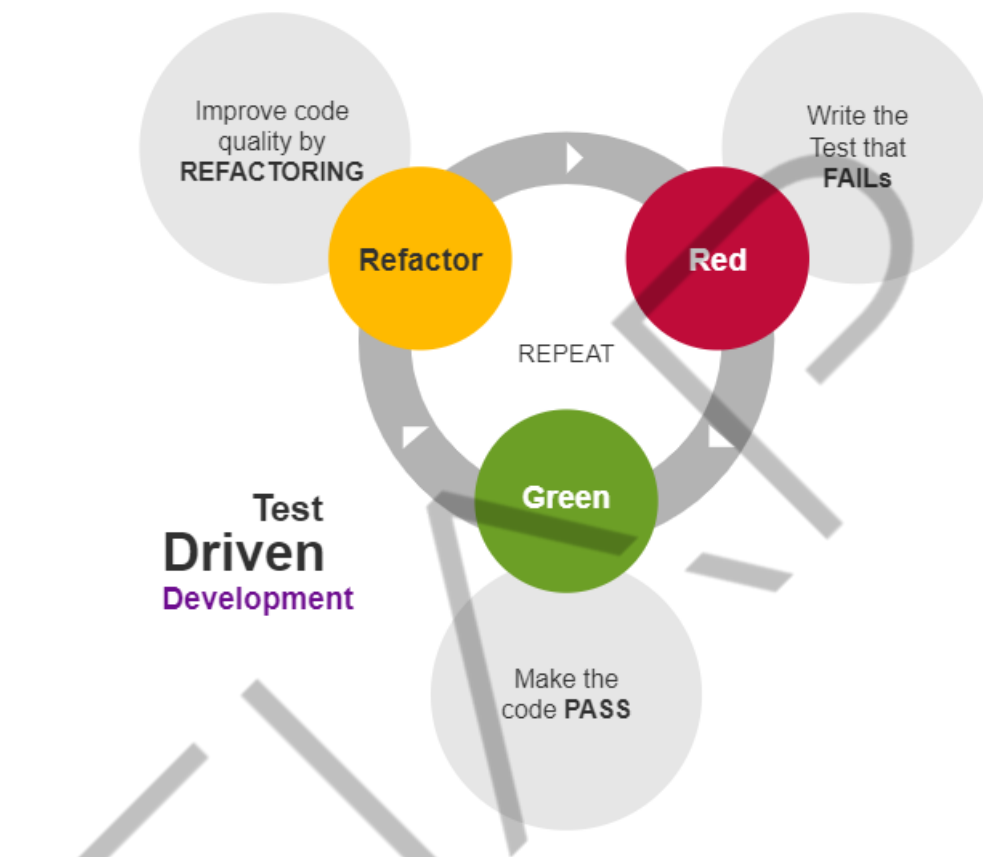 Improve code
quality by
REFACTORING
Write the
Test that
FAILs
Refactor
Red
REPEAT
Green
Test
Driven
Development
Make the
code PASS